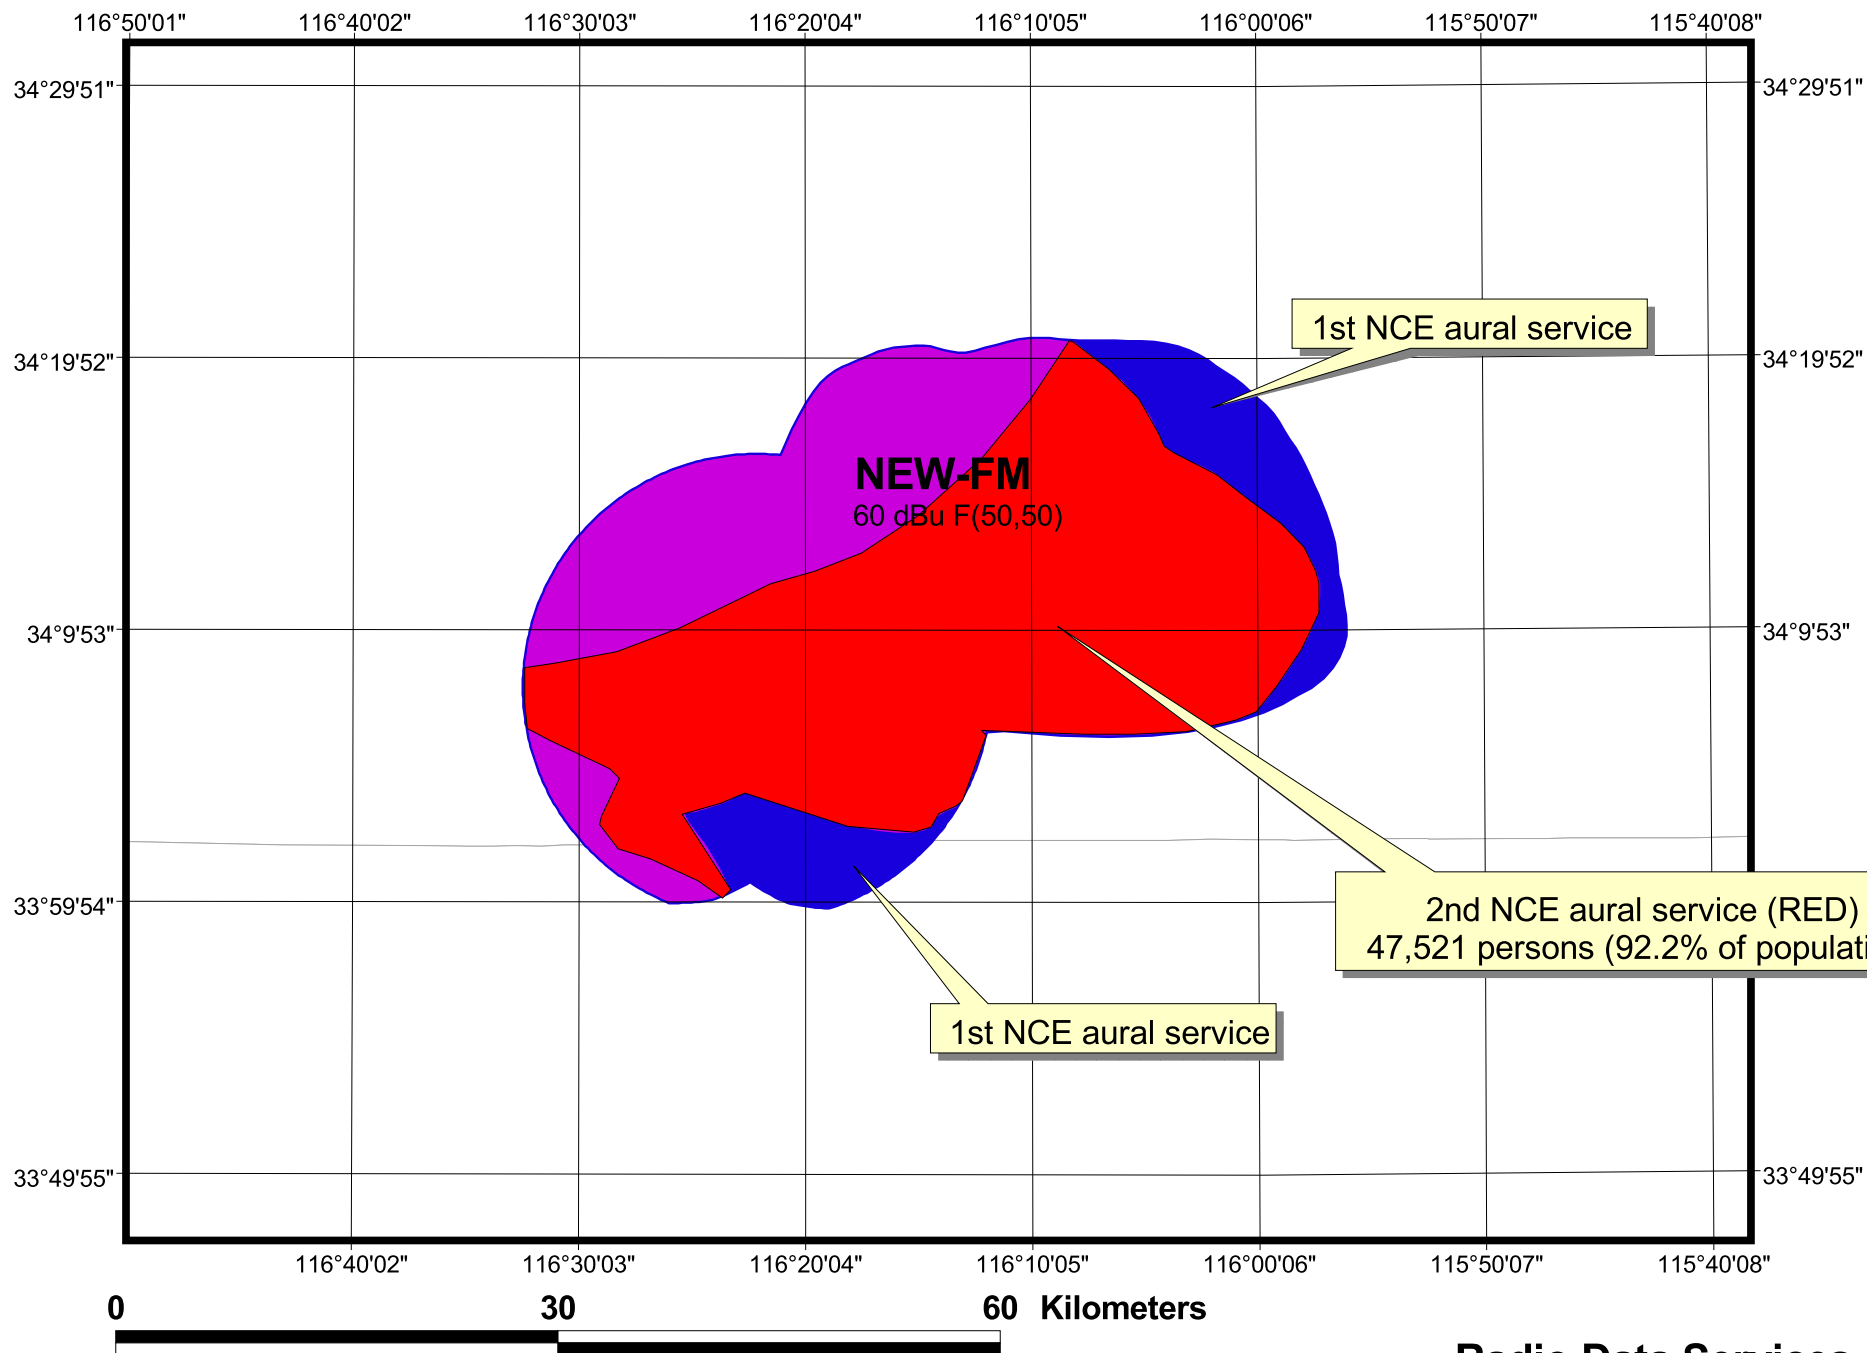 116°50'01" 116°40'02" 116°30'03" 116°20'04" 116°10'05" 116°00'06" 115°50'07" 115°40'08"
34°29'51" 34°29'51"
1st NCE aural service
34°19'52" 34°19'52"
NEW-FM
60 dBu F(50,50)
34°9'53" 34°9'53"
33°59'54"
2nd NCE aural service (RED)
47,521 persons (92.2% of populati
1st NCE aural service
33°49'55" 33°49'55"
116°40'02" 116°30'03" 116°20'04" 116°10'05" 116°00'06" 115°50'07" 115°40'08"
0 30 60 Kilometers
Radio Data Services